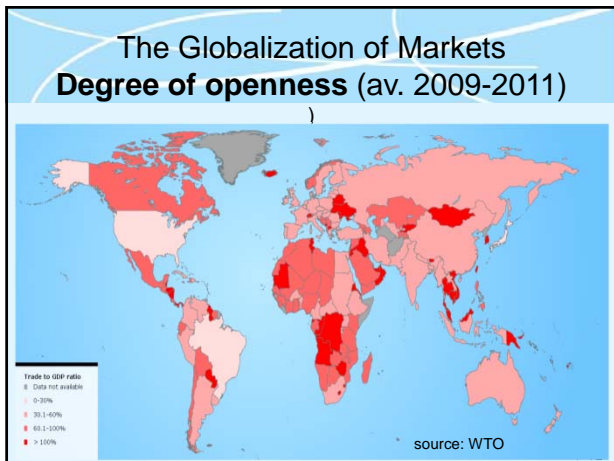 The Globalization of Markets
Degree of openness (av. 2009-2011)
)
Trade to GDP ratio
Data not available
0-30%
30.1-60%
60.1-100%
> 100%
source: WTO